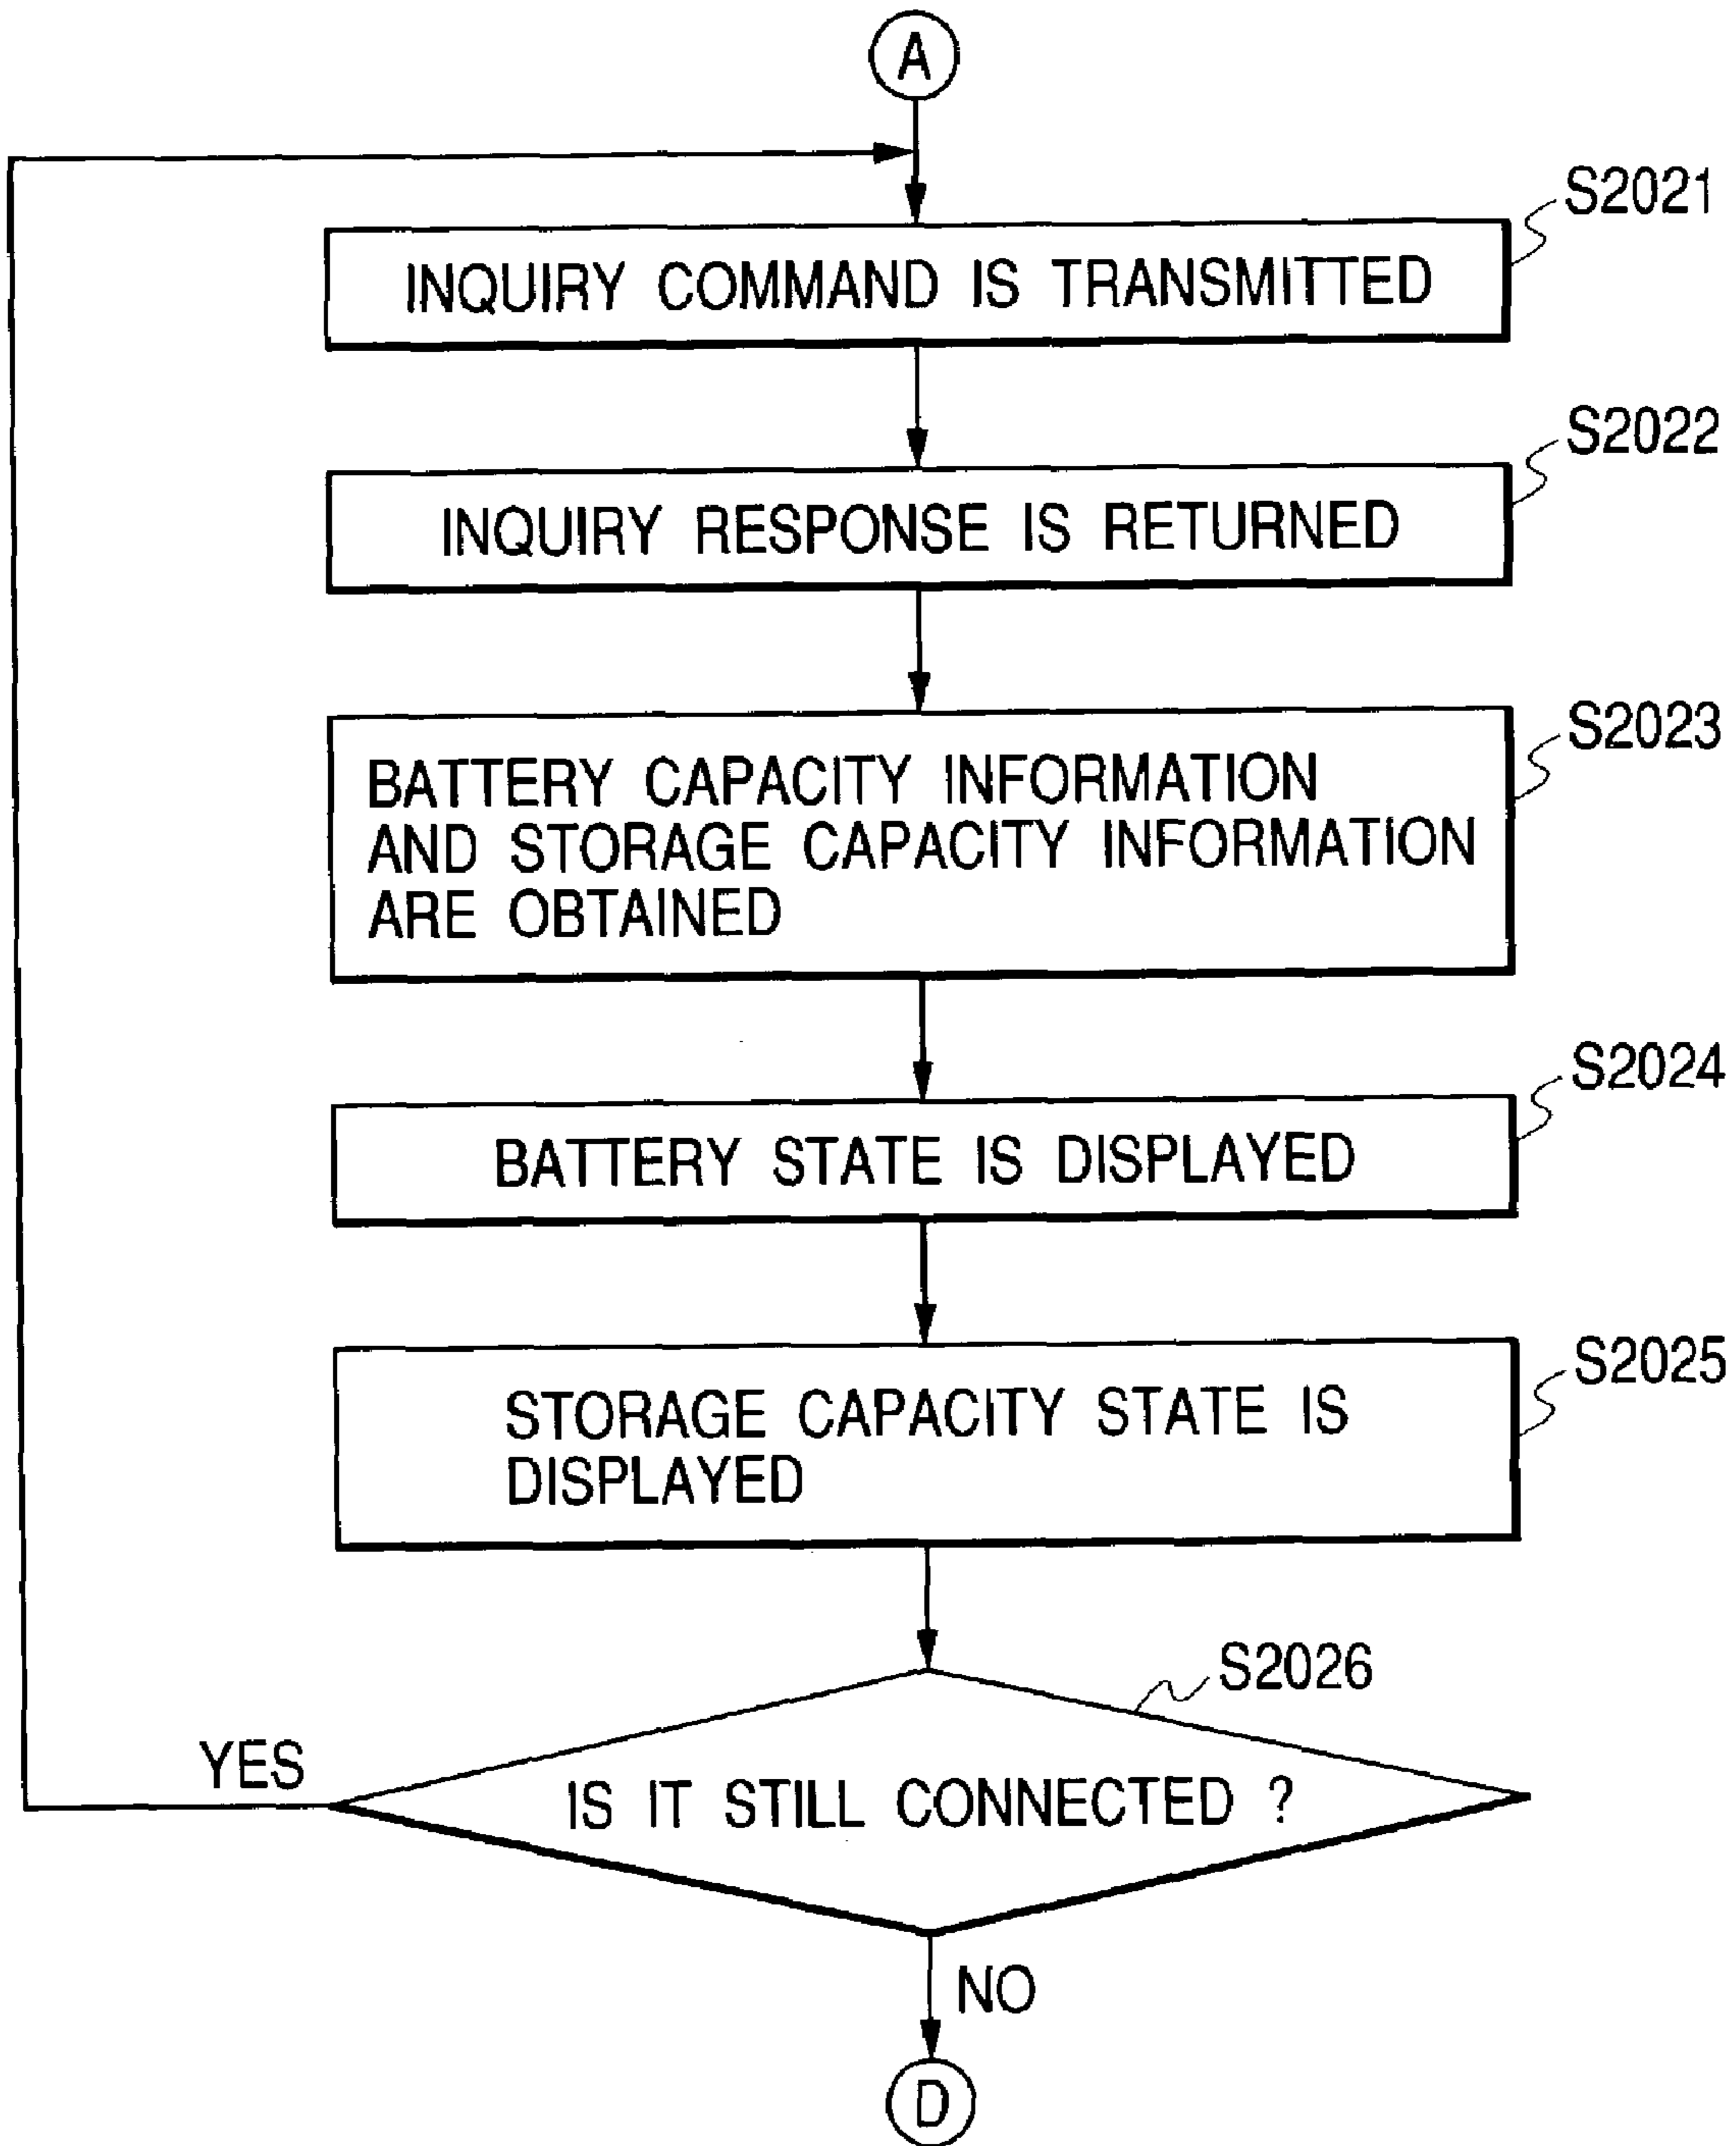 A
S2021
INQUIRY COMMAND IS TRANSMITTED
S2022
INQUIRY RESPONSE IS RETURNED
S2023
BATTERY CAPACITY INFORMATION
AND STORAGE CAPACITY INFORMATION
ARE OBTAINED
S2024
BATTERY STATE IS DISPLAYED
S2025
STORAGE CAPACITY STATE IS
DISPLAYED
S2026
YES
IS IT STILL CONNECTED ?
NO
D